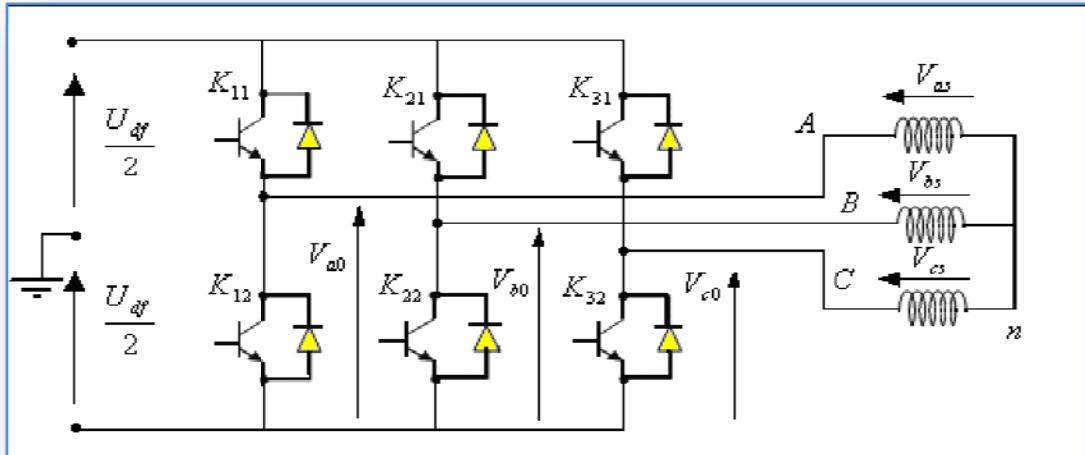 K11
K21
K31
Vas
A
Udf
2
Vbs
B
Va0
Vb0
Vcs
C
Vc0
K12
K22
K32
Udf
2
n